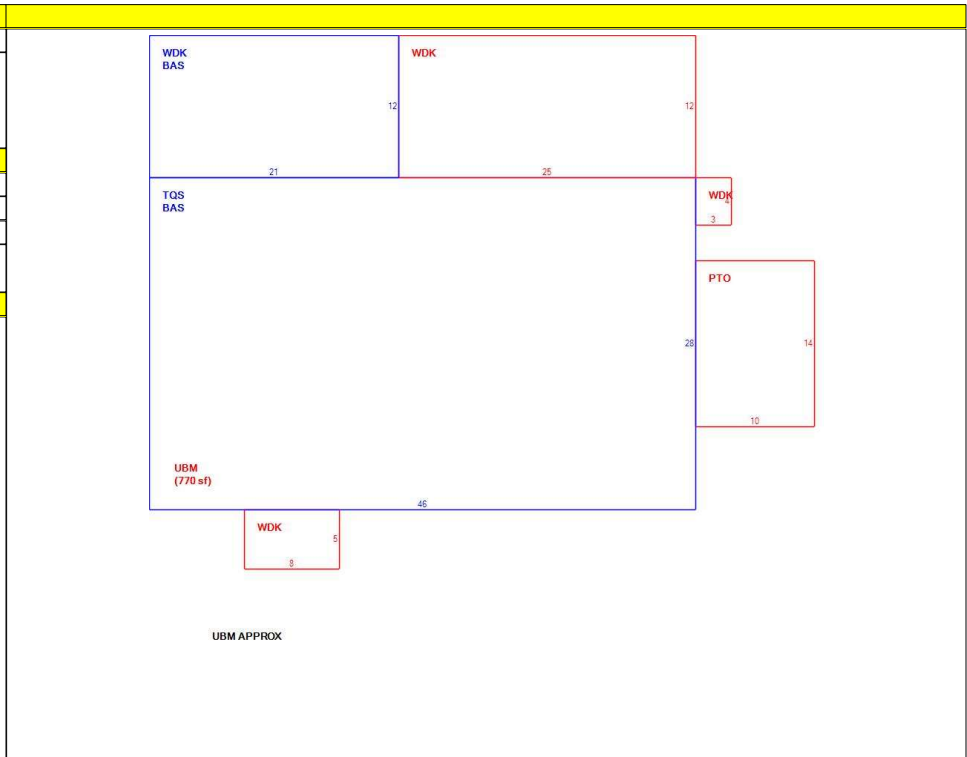 WDK
BAS
WDK
12
12
21
25
TQS
BAS
WDK
4
3
PTO
28
14
10
UBM
(770 sf)
46
WDK
5
8
UBM APPROX